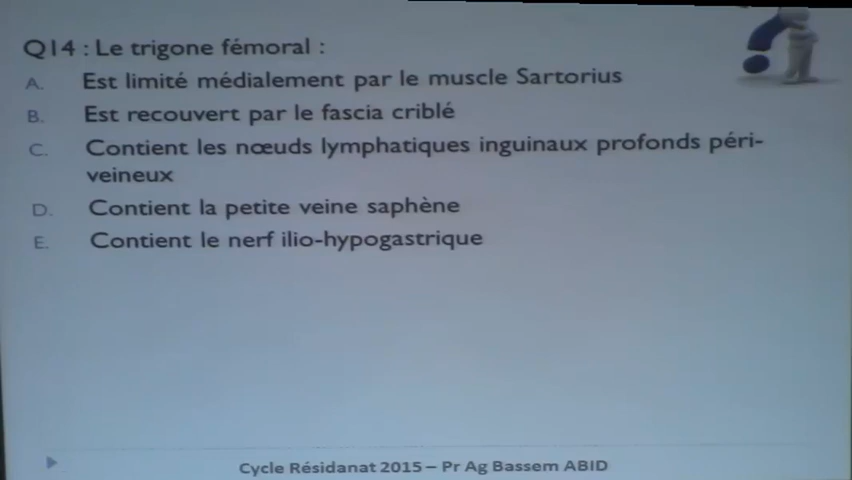 Q14 : Le trigone fémoral :
A. Est limité médialement par le muscle Sartorius
B. Est recouvert par le fascia criblé
C. Contient les nœuds lymphatiques inguinaux profonds péri-
veineux
D. Contient la petite veine saphène
E. Contient le nerf ilio-hypogastrique
Cycle Résidanat 2015 – Pr Ag Bassem ABID